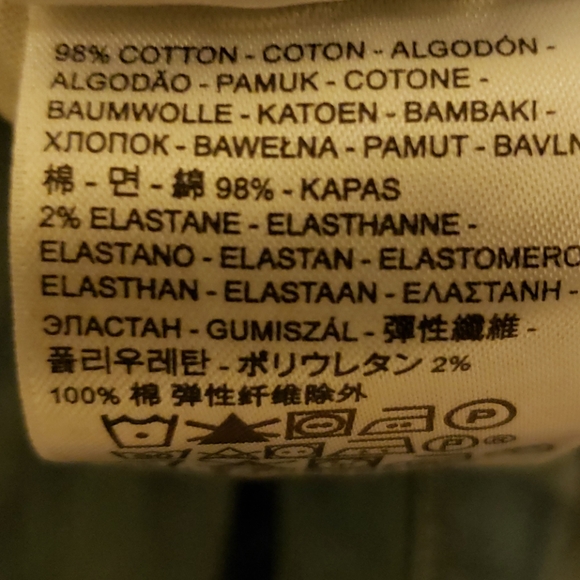 98% COTTON - COTON - ALGODÓN -
ALGODÃO - PAMUK - COTONE -
BAUMWOLLE - KATOEN - BAMBAKI -
ХЛОПОК - BAWEŁNA - PAMUT - BAVLN
棉 - 면 - 綿 98% - KAPAS
2% ELASTANE - ELASTHANNE -
ELASTANO - ELASTAN - ELASTOMERO
ELASTHAN - ELASTAAN - ΕΛΑΣΤΑΝΗ -
ЭЛАСТАН - GUMISZÁL - 彈性纖維 -
폴리우레탄 - ポリウレタン 2%
100% 棉 弹性纤维除外
P
P